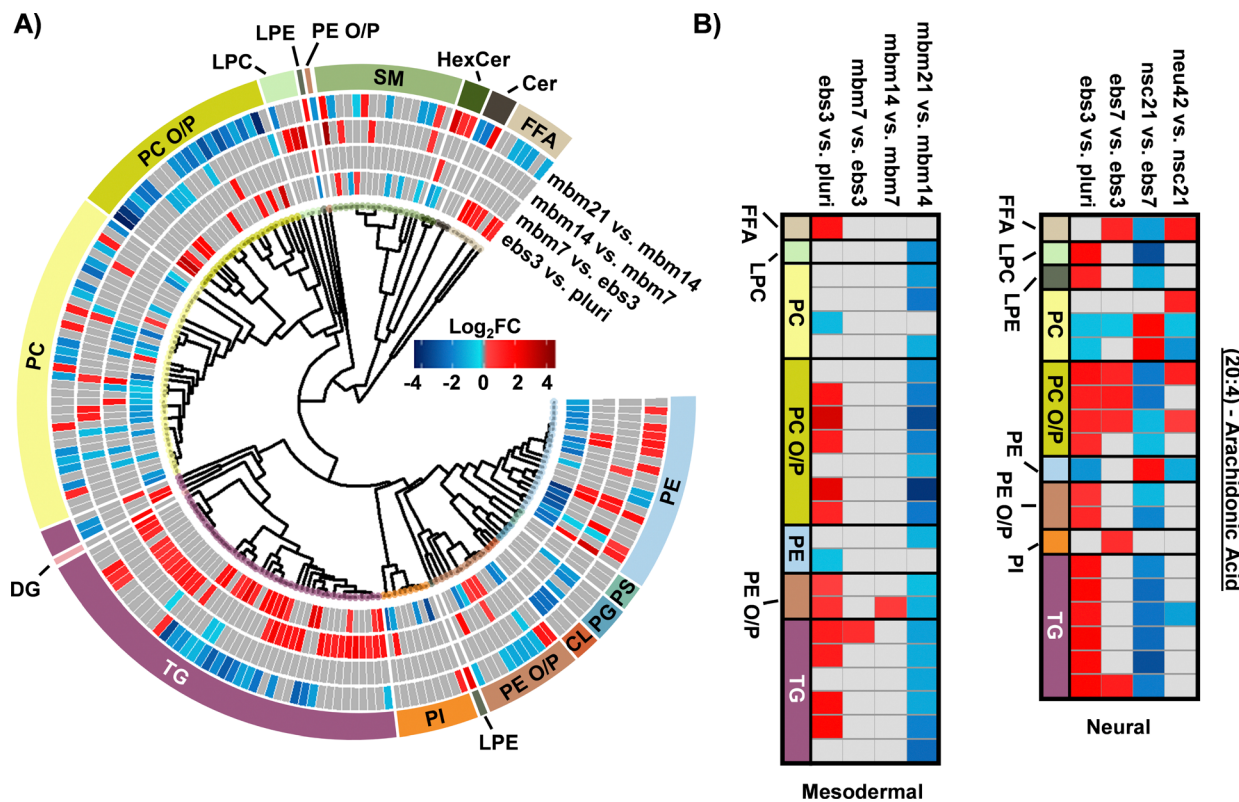 A)
LPE
PE O/P
LPC
SM
HexCer
Cer
FFA
PC O/P
PC
mbm21 vs. mbm14
mbm14 vs. mbm7
mbm7 vs. ebs3
ebs3 vs. pluri
Log2FC
-4 -2 0 2 4
PE
PS
PG
CL
PE O/P
LPE
PI
TG
DG
B)
ebs3 vs. pluri
mbm7 vs. ebs3
mbm14 vs. mbm7
mbm21 vs. mbm14
FFA
LPC
PC
PC O/P
PE
PE O/P
TG
Mesodermal
ebs3 vs. pluri
ebs7 vs. ebs3
nsc21 vs. ebs7
neu42 vs. nsc21
FFA
LPC
LPE
PC
PC O/P
PE
PE O/P
PI
TG
Neural
(20:4) - Arachidonic Acid